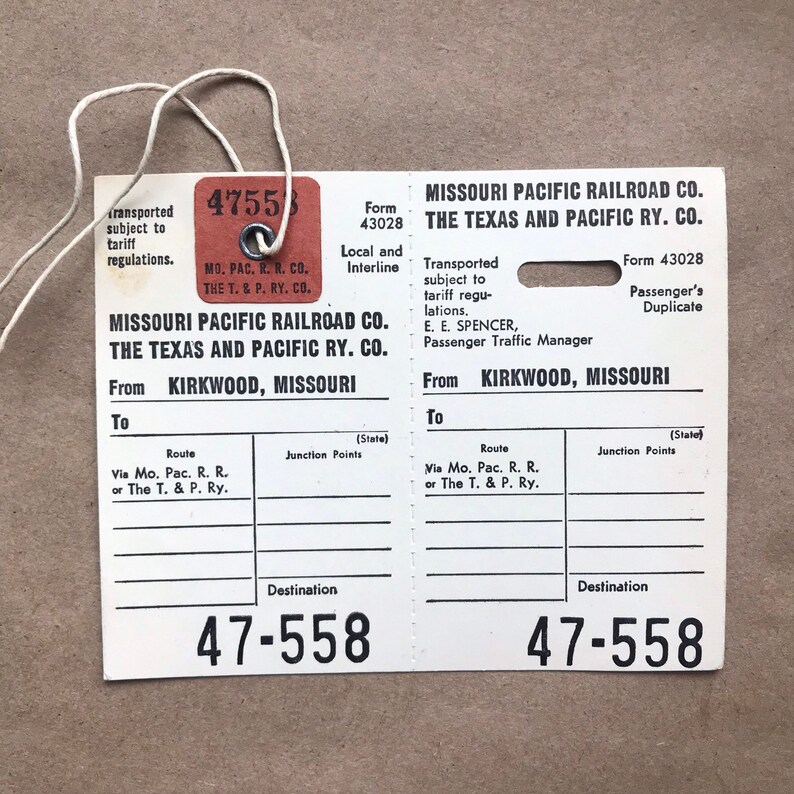 Transported
subject to
tariff
regulations.
47558
MO. PAC. R. R. CO.
THE T. & P. RY. CO.
Form
43028
Local and
Interline
MISSOURI PACIFIC RAILROAD CO.
THE TEXAS AND PACIFIC RY. CO.
From KIRKWOOD, MISSOURI
To
(State)
Route
Via Mo. Pac. R. R.
or The T. & P. Ry.
Junction Points
Destination
47-558
MISSOURI PACIFIC RAILROAD CO.
THE TEXAS AND PACIFIC RY. CO.
Transported
subject to
tariff regu-
lations.
E. E. SPENCER,
Passenger Traffic Manager
Form 43028
Passenger's
Duplicate
From KIRKWOOD, MISSOURI
To
(State)
Route
Via Mo. Pac. R. R.
or The T. & P. Ry.
Junction Points
Destination
47-558